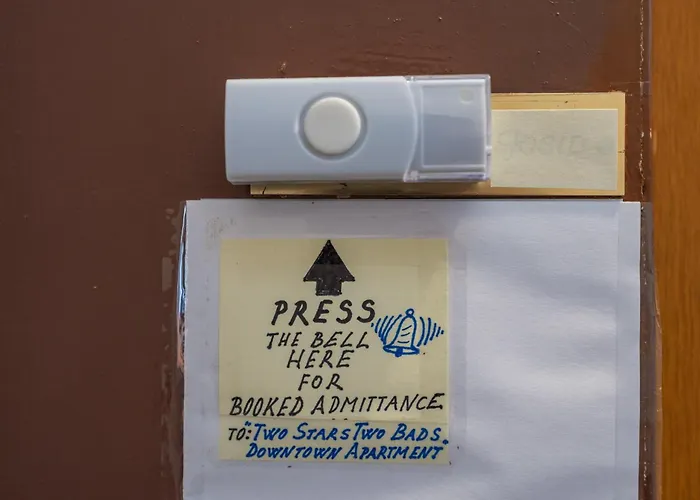 PRESS
THE BELL
HERE
FOR
BOOKED ADMITTANCE
TO: "TWO STARS TWO BADS
DOWNTOWN APARTMENT"